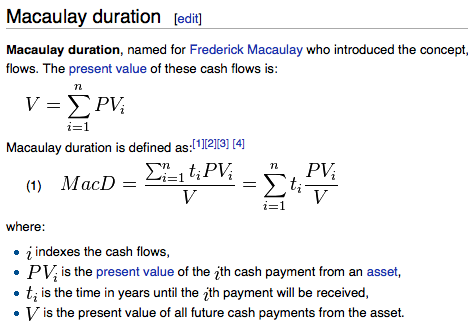 Macaulay duration [edit]
Macaulay duration, named for Frederick Macaulay who introduced the concept,
flows. The present value of these cash flows is:
V = \sum_{i=1}^{n} PV_i
Macaulay duration is defined as:[1][2][3] [4]
(1) MacD = \frac{\sum_{i=1}^{n} t_i PV_i}{V} = \sum_{i=1}^{n} t_i \frac{PV_i}{V}
where:
• i indexes the cash flows,
• PV_i is the present value of the ith cash payment from an asset,
• t_i is the time in years until the ith payment will be received,
• V is the present value of all future cash payments from the asset.